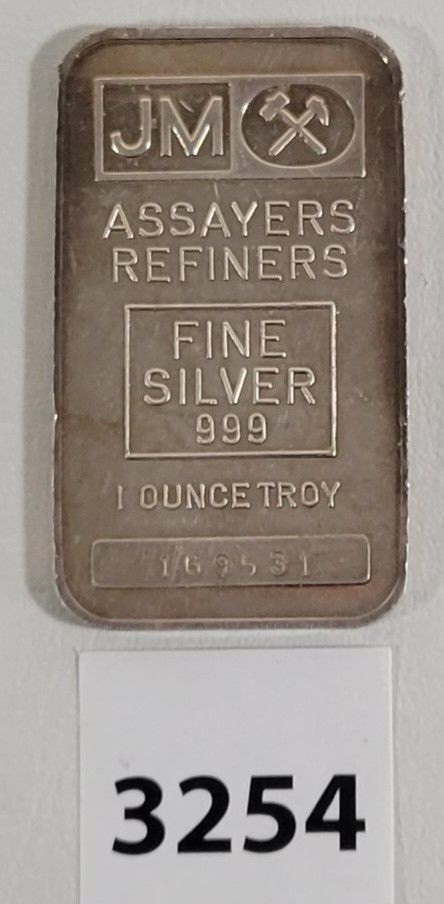 JM
ASSAYERS
REFINERS
FINE
SILVER
999
1 OUNCE TROY
169531
3254